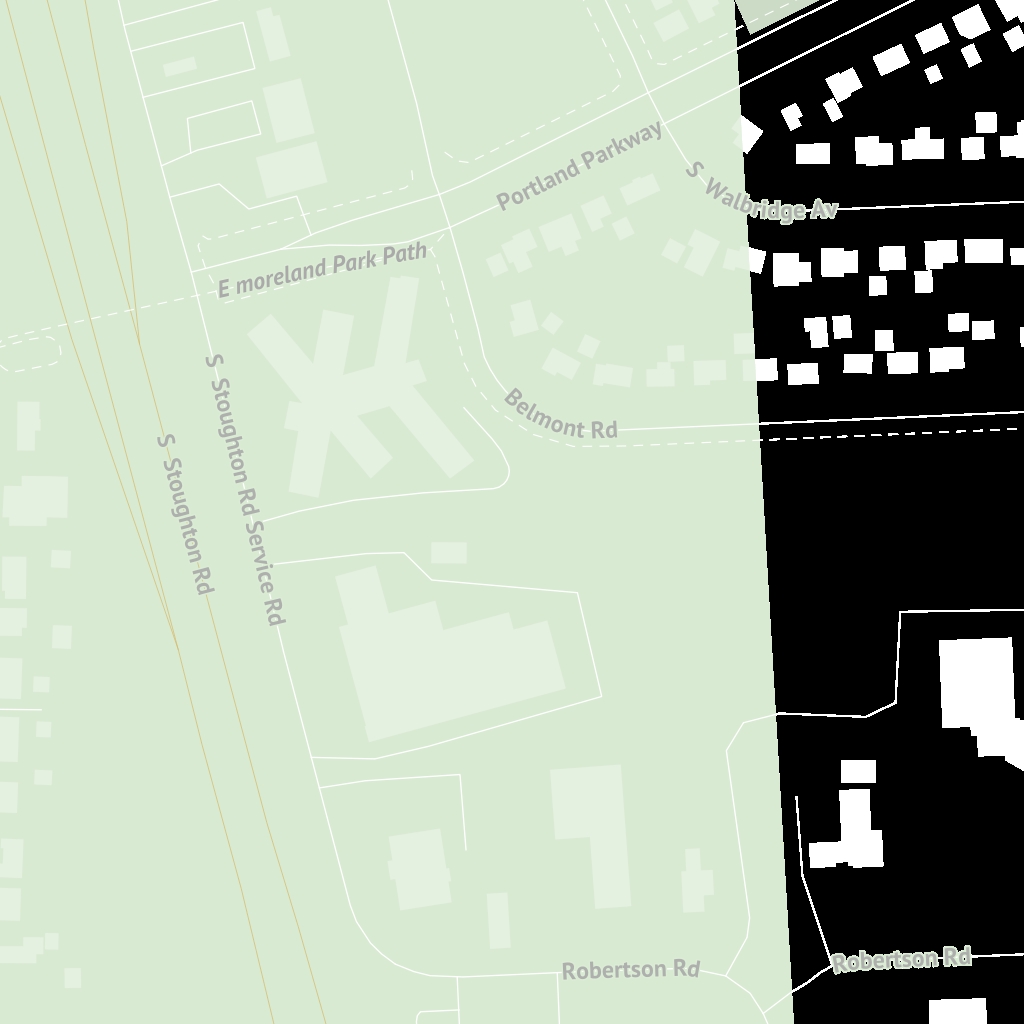 Portland Parkway
S Walbridge Av
E moreland Park Path
S Stoughton Rd Service Rd
Belmont Rd
S Stoughton Rd
Robertson Rd
Robertson Rd